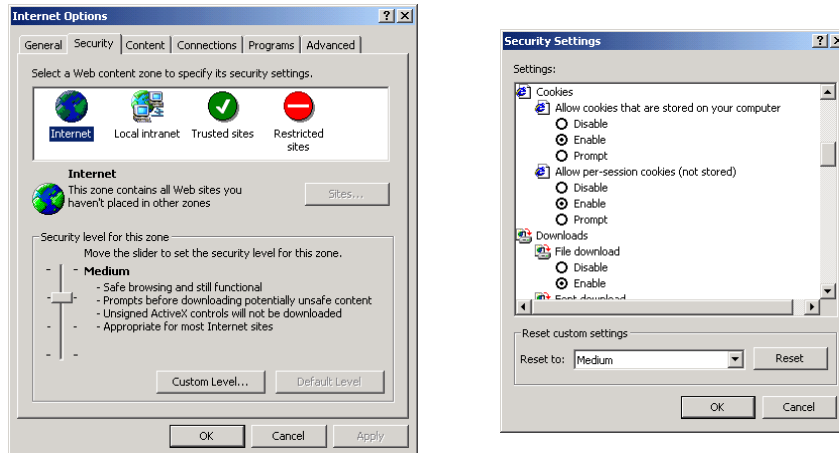 Internet Options
General Security Content Connections Programs Advanced
Select a Web content zone to specify its security settings.
Internet Local intranet Trusted sites Restricted
sites
Internet
This zone contains all Web sites you
haven't placed in other zones
Sites...
Security level for this zone
Move the slider to set the security level for this zone.
Medium
- Safe browsing and still functional
- Prompts before downloading potentially unsafe content
- Unsigned ActiveX controls will not be downloaded
- Appropriate for most Internet sites
Custom Level... Default Level
OK Cancel Apply
Security Settings
Settings:
Cookies
Allow cookies that are stored on your computer
Disable
Enable
Prompt
Allow per-session cookies (not stored)
Disable
Enable
Prompt
Downloads
File download
Disable
Enable
Font download
Reset custom settings
Reset to: Medium Reset
OK Cancel